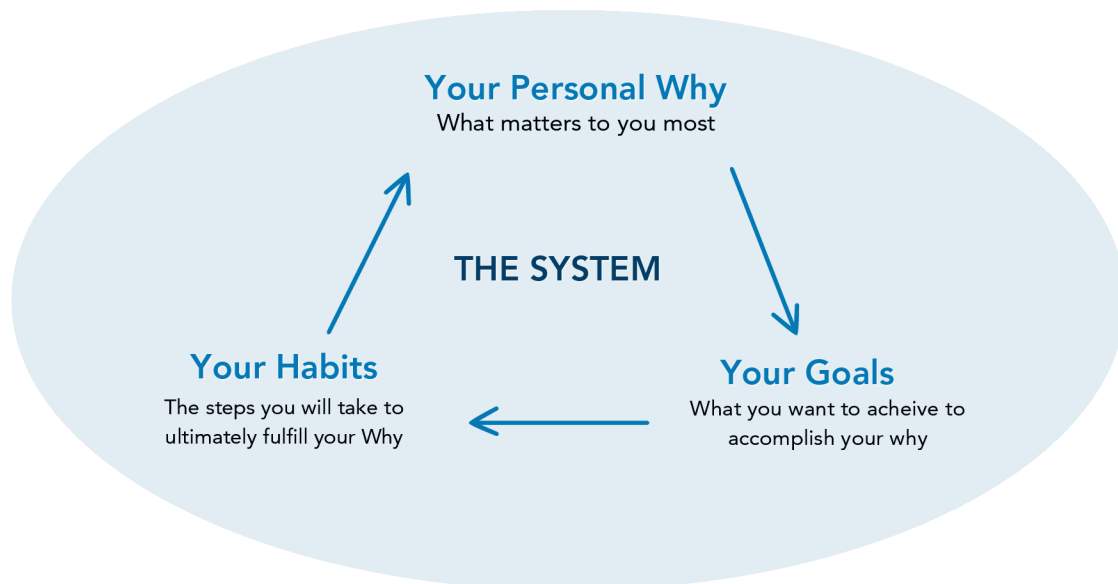 Your Personal Why
What matters to you most
THE SYSTEM
Your Habits
The steps you will take to
ultimately fulfill your Why
Your Goals
What you want to acheive to
accomplish your why